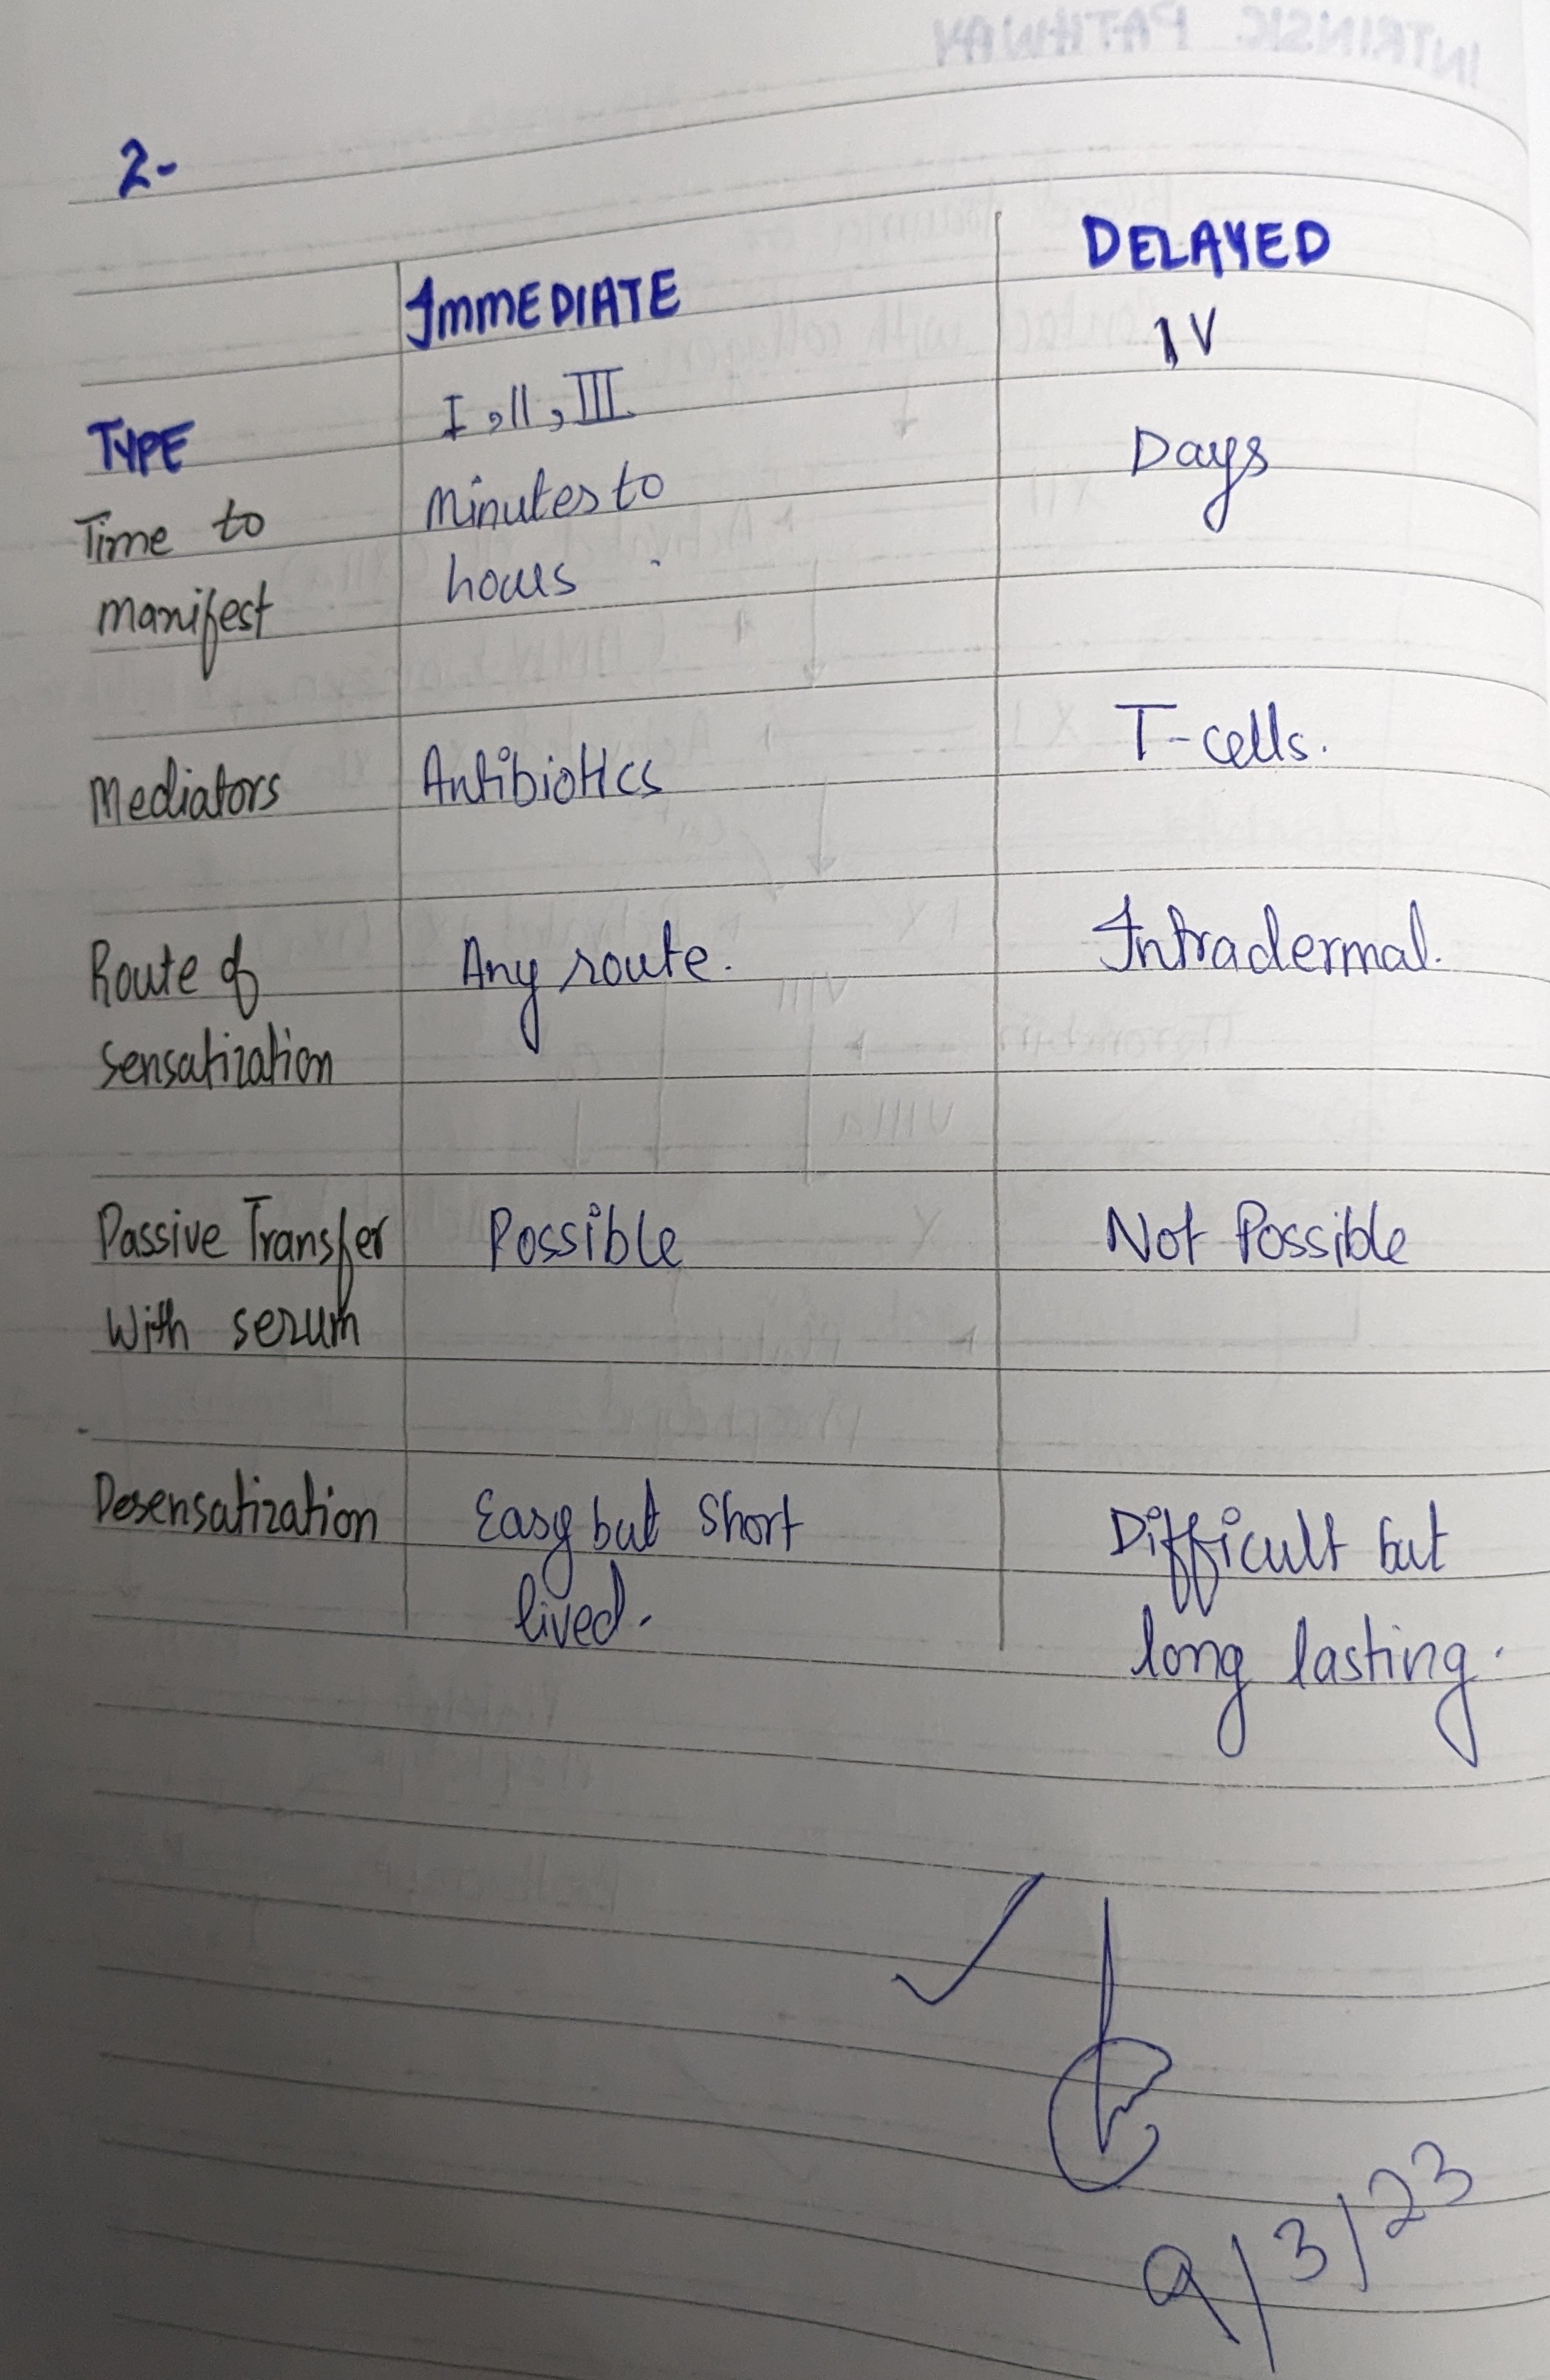 INTRINSIC PATHWAY
2-
IMMEDIATE DELAYED
TYPE I, II, III IV
Time to Minutes to Days
manifest hours
Mediators Antibiotics T-cells.
Route of Any route. Intradermal.
Sensatization
Passive Transfer Possible Not Possible
With serum
Desensatization Easy but Short Difficult but
lived. long lasting.
9/3/23